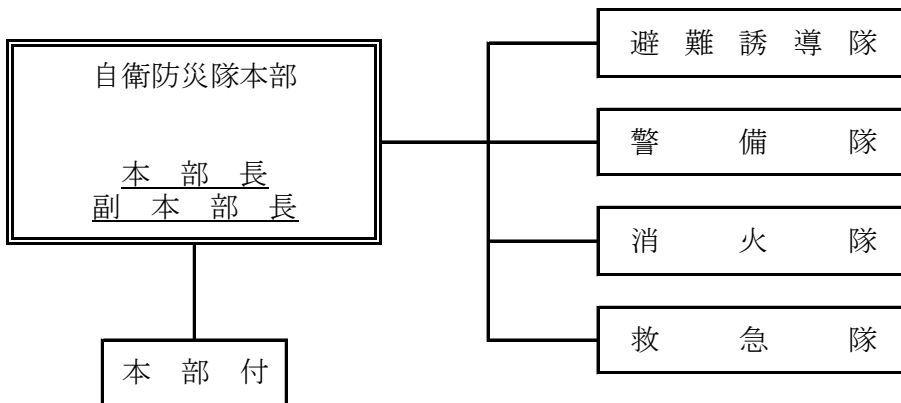 自衛防災隊本部
本部長
副本部長
本部付
避難誘導隊
警備隊
消火隊
救急隊